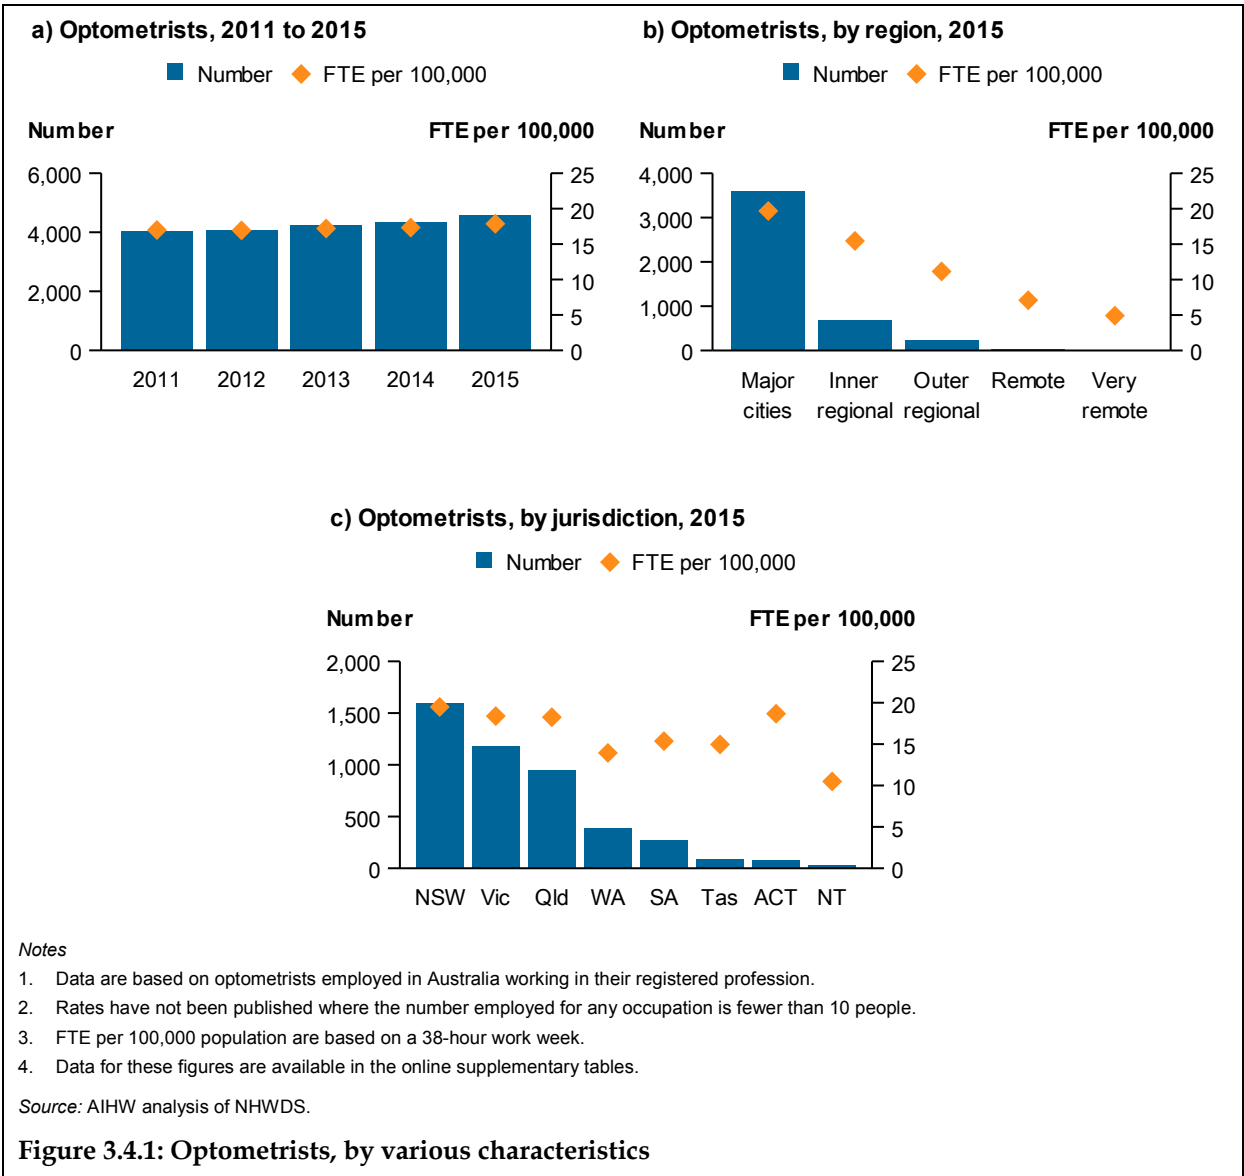 a) Optometrists, 2011 to 2015
Number FTE per 100,000
Number FTE per 100,000
6,000 25
20
4,000 15
10
2,000 5
0 0
2011 2012 2013 2014 2015
b) Optometrists, by region, 2015
Number FTE per 100,000
Number FTE per 100,000
4,000 25
3,000 20
15
2,000 10
1,000 5
0 0
Major Inner Outer Remote Very
cities regional regional remote
c) Optometrists, by jurisdiction, 2015
Number FTE per 100,000
Number FTE per 100,000
2,000 25
1,500 20
15
1,000 10
500 5
0 0
NSW Vic Qld WA SA Tas ACT NT
Notes
1. Data are based on optometrists employed in Australia working in their registered profession.
2. Rates have not been published where the number employed for any occupation is fewer than 10 people.
3. FTE per 100,000 population are based on a 38-hour work week.
4. Data for these figures are available in the online supplementary tables.
Source: AIHW analysis of NHWDS.
Figure 3.4.1: Optometrists, by various characteristics